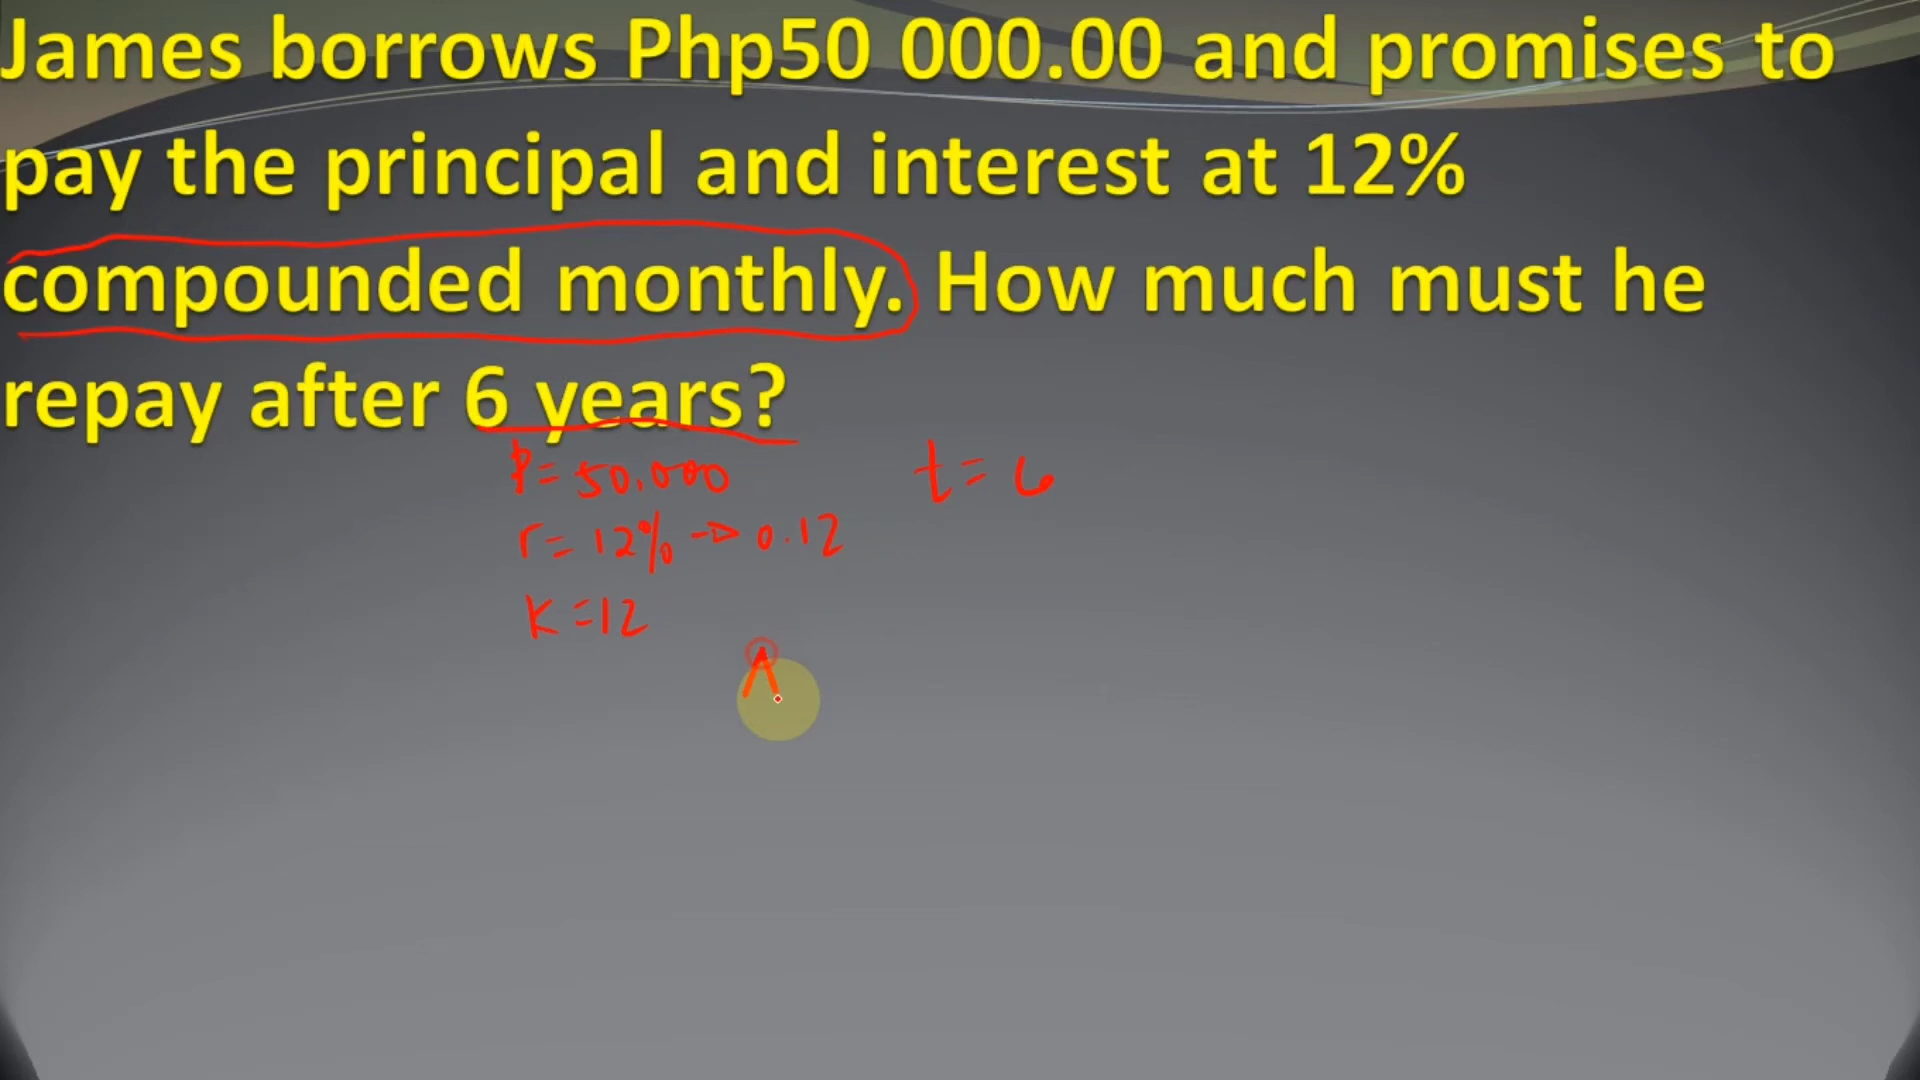 James borrows Php50 000.00 and promises to
pay the principal and interest at 12%
compounded monthly. How much must he
repay after 6 years?
P= 50,000 t= 6
r= 12% → 0.12
K =12